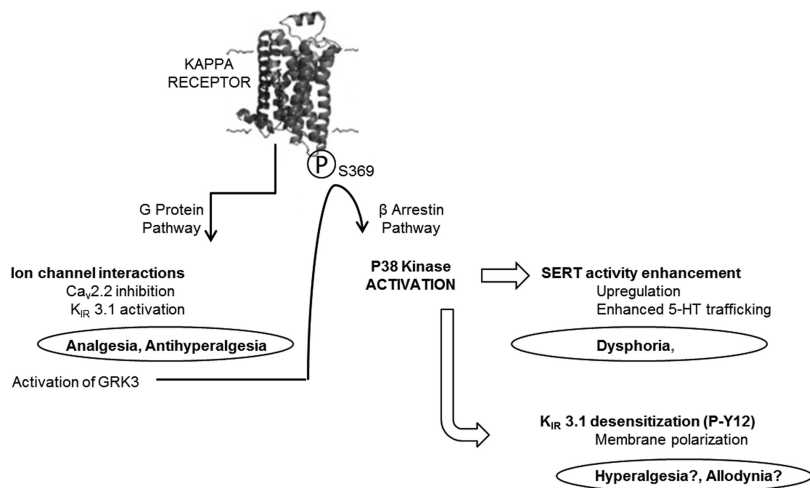 KAPPA
RECEPTOR
P
S369
G Protein
Pathway
β Arrestin
Pathway
Ion channel interactions
Cav2.2 inhibition
KIR 3.1 activation
Analgesia, Antihyperalgesia
Activation of GRK3
P38 Kinase
ACTIVATION
SERT activity enhancement
Upregulation
Enhanced 5-HT trafficking
Dysphoria,
KIR 3.1 desensitization (P-Y12)
Membrane polarization
Hyperalgesia?, Allodynia?